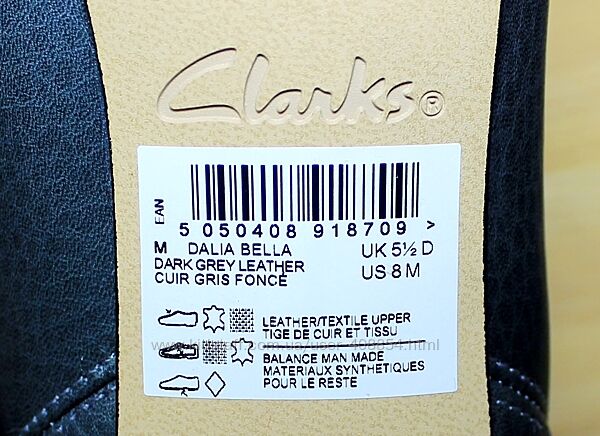 Clarks®
EAN
5 050408 918709 >
M DALIA BELLA UK 5½ D
DARK GREY LEATHER US 8 M
CUIR GRIS FONCE
LEATHER/TEXTILE UPPER
TIGE DE CUIR ET TISSU
BALANCE MAN MADE
MATERIAUX SYNTHETIQUES
POUR LE RESTE